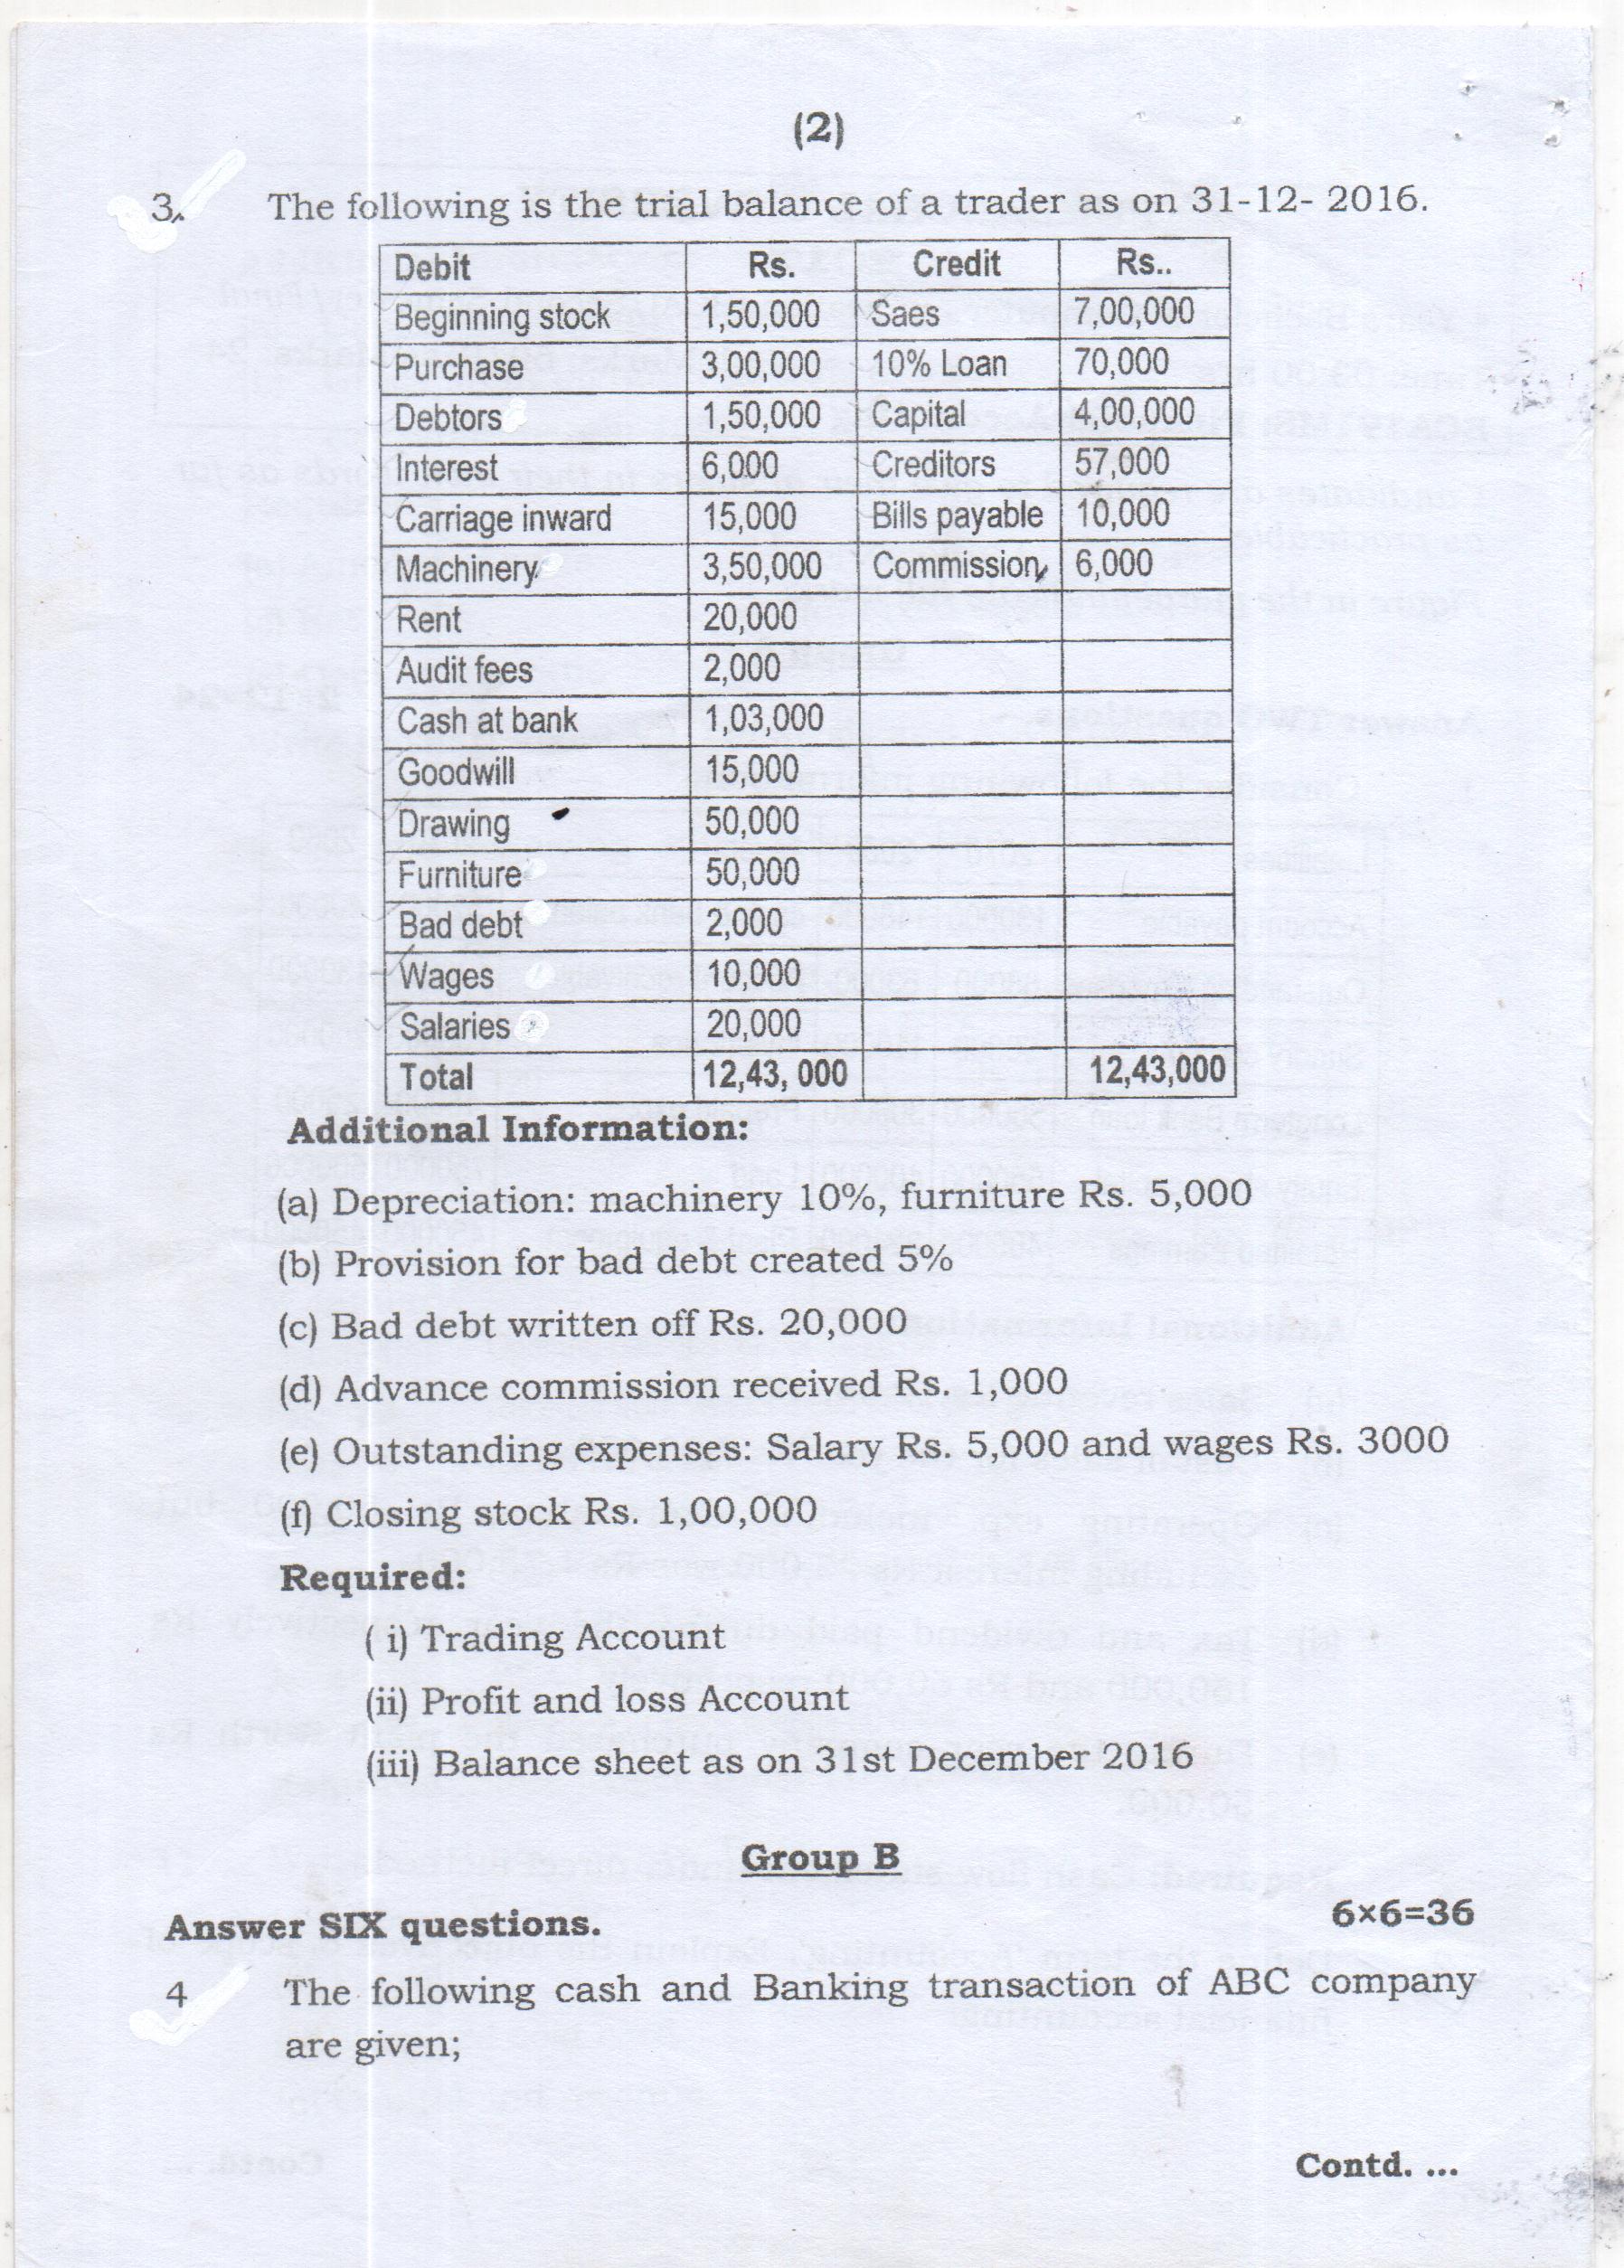 (2)
3. The following is the trial balance of a trader as on 31-12- 2016.
Debit Rs. Credit Rs..
Beginning stock 1,50,000 Saes 7,00,000
Purchase 3,00,000 10% Loan 70,000
Debtors 1,50,000 Capital 4,00,000
Interest 6,000 Creditors 57,000
Carriage inward 15,000 Bills payable 10,000
Machinery 3,50,000 Commission 6,000
Rent 20,000
Audit fees 2,000
Cash at bank 1,03,000
Goodwill 15,000
Drawing 50,000
Furniture 50,000
Bad debt 2,000
Wages 10,000
Salaries 20,000
Total 12,43, 000 12,43,000
Additional Information:
(a) Depreciation: machinery 10%, furniture Rs. 5,000
(b) Provision for bad debt created 5%
(c) Bad debt written off Rs. 20,000
(d) Advance commission received Rs. 1,000
(e) Outstanding expenses: Salary Rs. 5,000 and wages Rs. 3000
(f) Closing stock Rs. 1,00,000
Required:
( i) Trading Account
(ii) Profit and loss Account
(iii) Balance sheet as on 31st December 2016
Group B
Answer SIX questions. 6×6=36
4 The following cash and Banking transaction of ABC company
are given;
Contd. ...